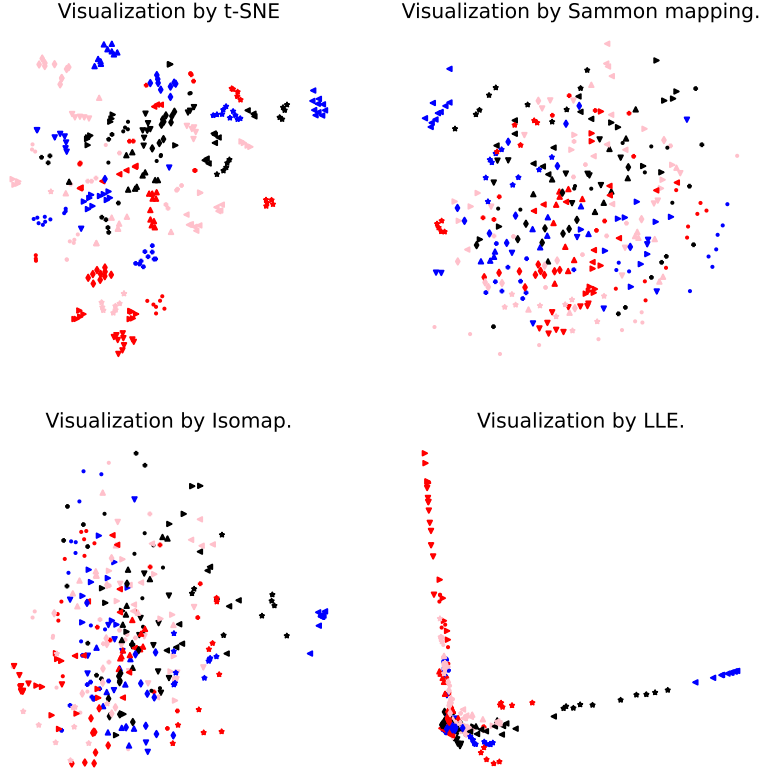 Visualization by t-SNE
Visualization by Sammon mapping.
Visualization by Isomap.
Visualization by LLE.